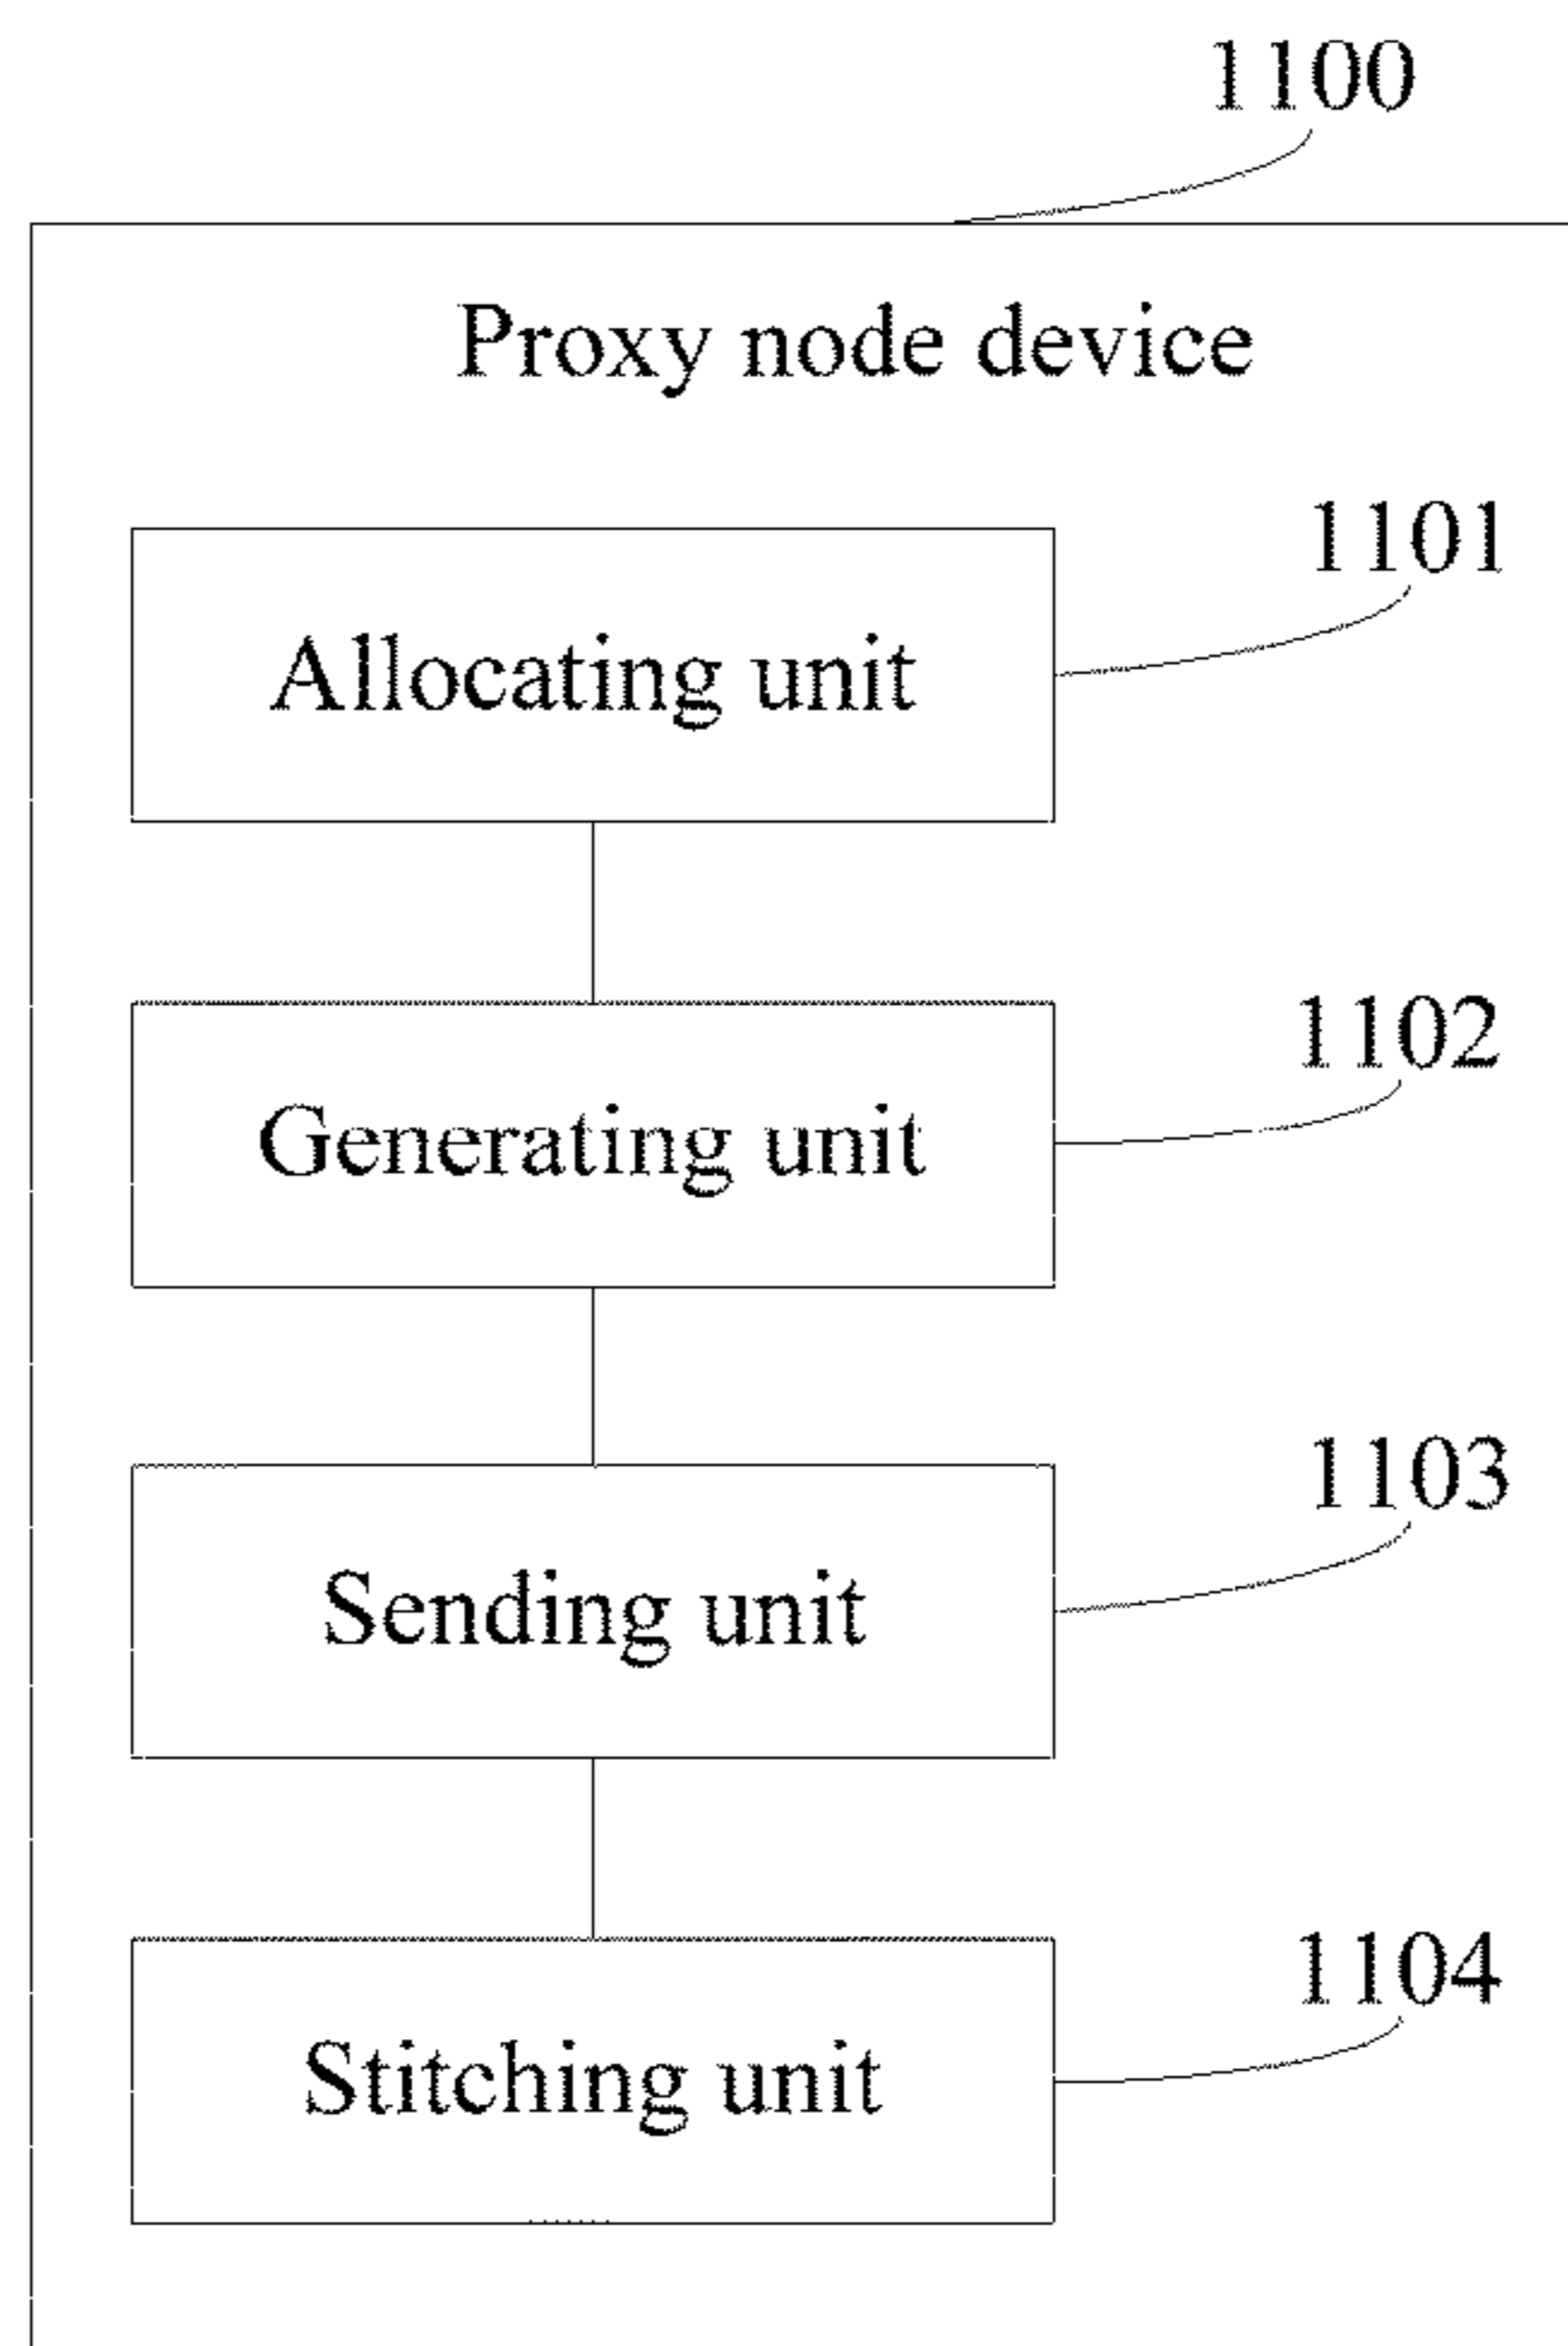 1100
Proxy node device
1101
Allocating unit
1102
Generating unit
1103
Sending unit
1104
Stitching unit